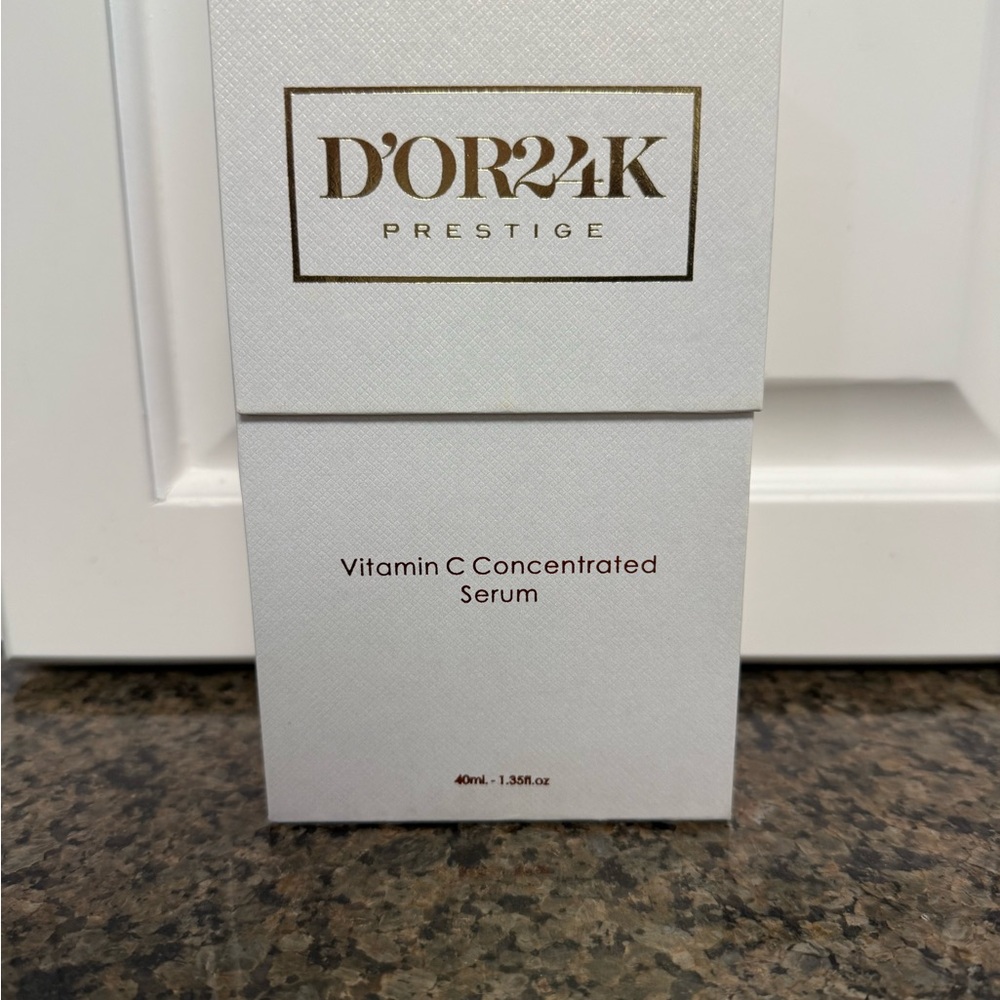 D'OR24K
PRESTIGE
Vitamin C Concentrated
Serum
40ml. - 1.35fl.oz